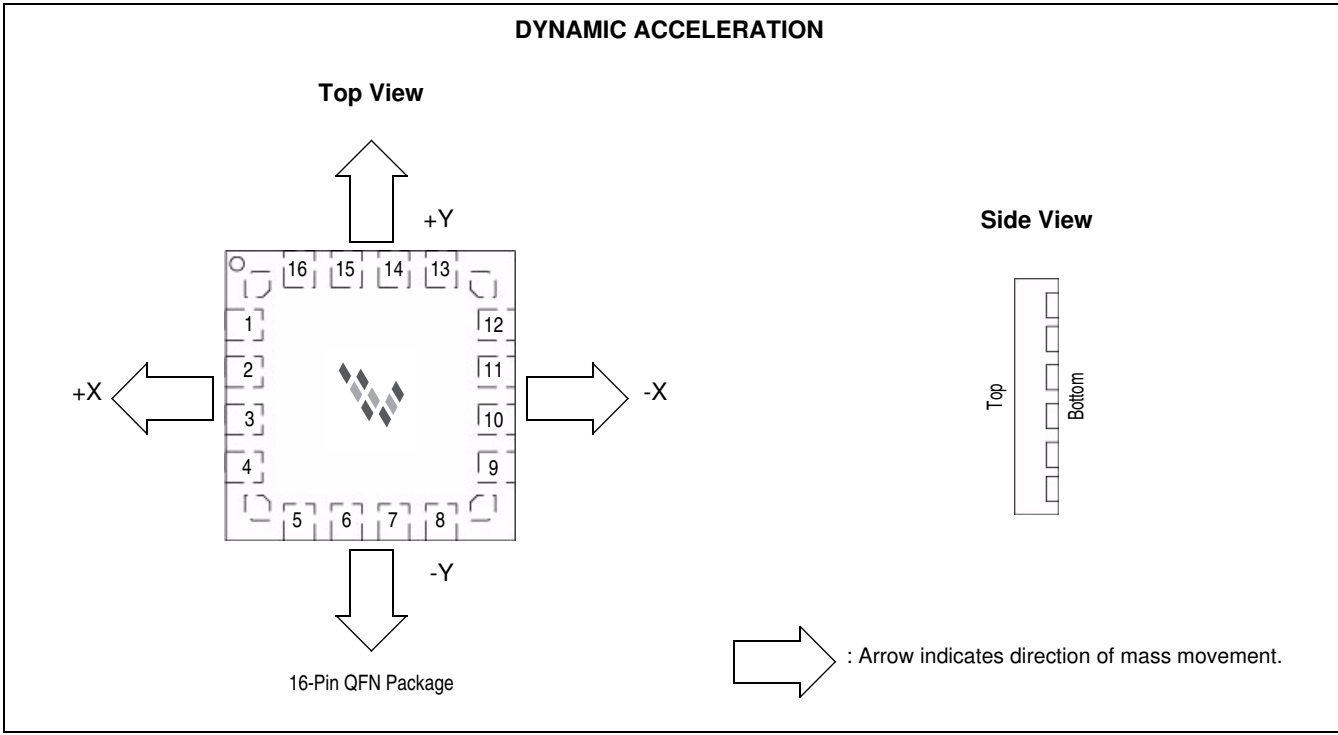 DYNAMIC ACCELERATION
Top View
+Y
16 15 14 13
1
2
3
4
12
11
10
9
+X
-X
5 6 7 8
-Y
16-Pin QFN Package
Side View
Top
Bottom
: Arrow indicates direction of mass movement.